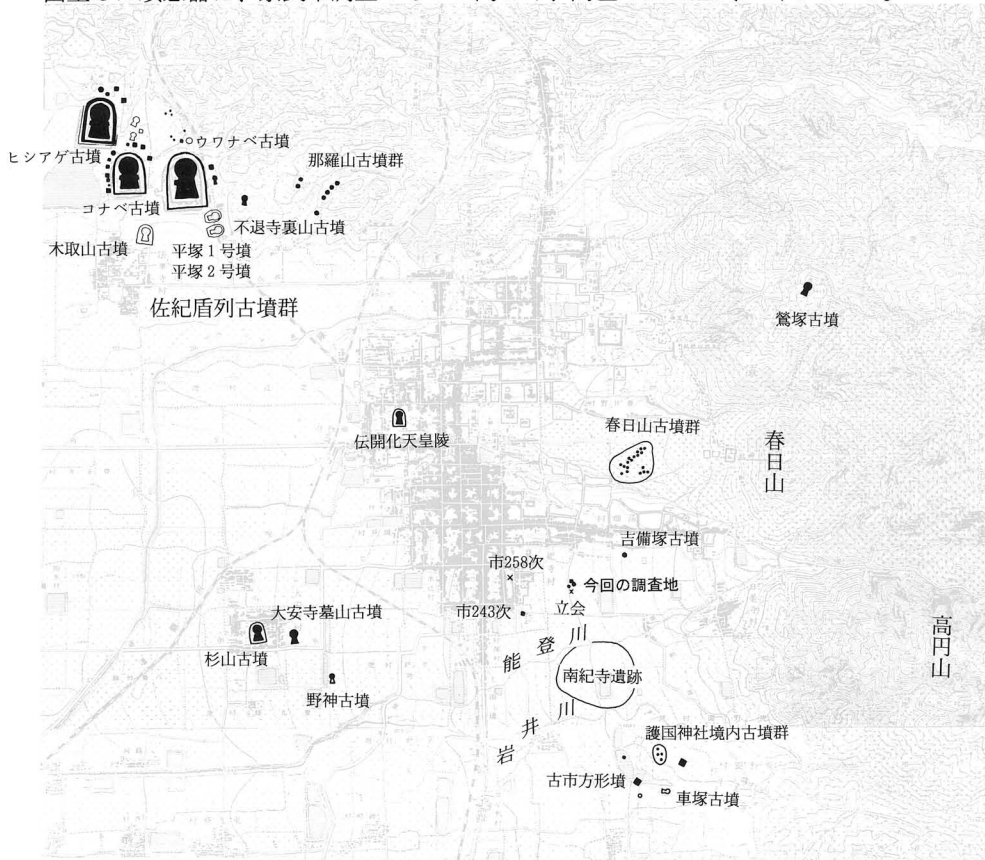 ヒシアゲ古墳
ウワナベ古墳
那羅山古墳群
コナベ古墳
不退寺裏山古墳
木取山古墳
平塚1号墳
平塚2号墳
佐紀盾列古墳群
鶯塚古墳
伝開化天皇陵
春日山古墳群
春日山
吉備塚古墳
市258次
今回の調査地
市243次
立会
大安寺墓山古墳
杉山古墳
野神古墳
能登川
南紀寺遺跡
岩井川
高円山
護国神社境内古墳群
古市方形墳
車塚古墳